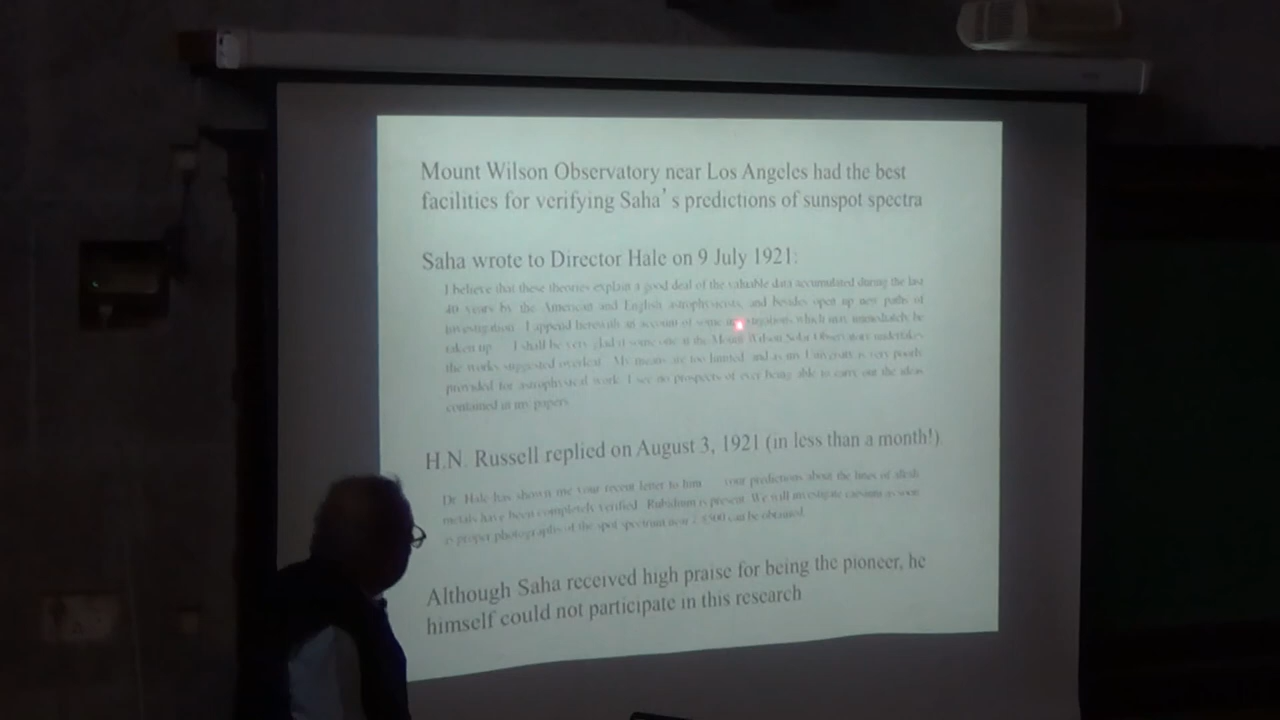 Mount Wilson Observatory near Los Angeles had the best
facilities for verifying Saha's predictions of sunspot spectra
Saha wrote to Director Hale on 9 July 1921:
I believe that these theories explain a good deal of the valuable data accumulated during the last
40 years by the American and English astrophysicists, and besides open up new paths of
investigation. I append herewith an account of some which may immediately be
taken up I shall be very glad if some one at the Mount Wilson Solar Observatory undertakes
the works suggested overleaf. My means are too limited and as my University is very poorly
provided for astrophysical work. I see no prospects of ever being able to carry out the ideas
contained in my papers.
H.N. Russell replied on August 3, 1921 (in less than a month!)
Dr. Hale has shown me your recent letter to him your predictions about the lines of
metals have been completely verified. Rubidium is present. We will investigate caesium as soon
as proper photographs of the spot spectrum near can be obtained.
Although Saha received high praise for being the pioneer, he
himself could not participate in this research